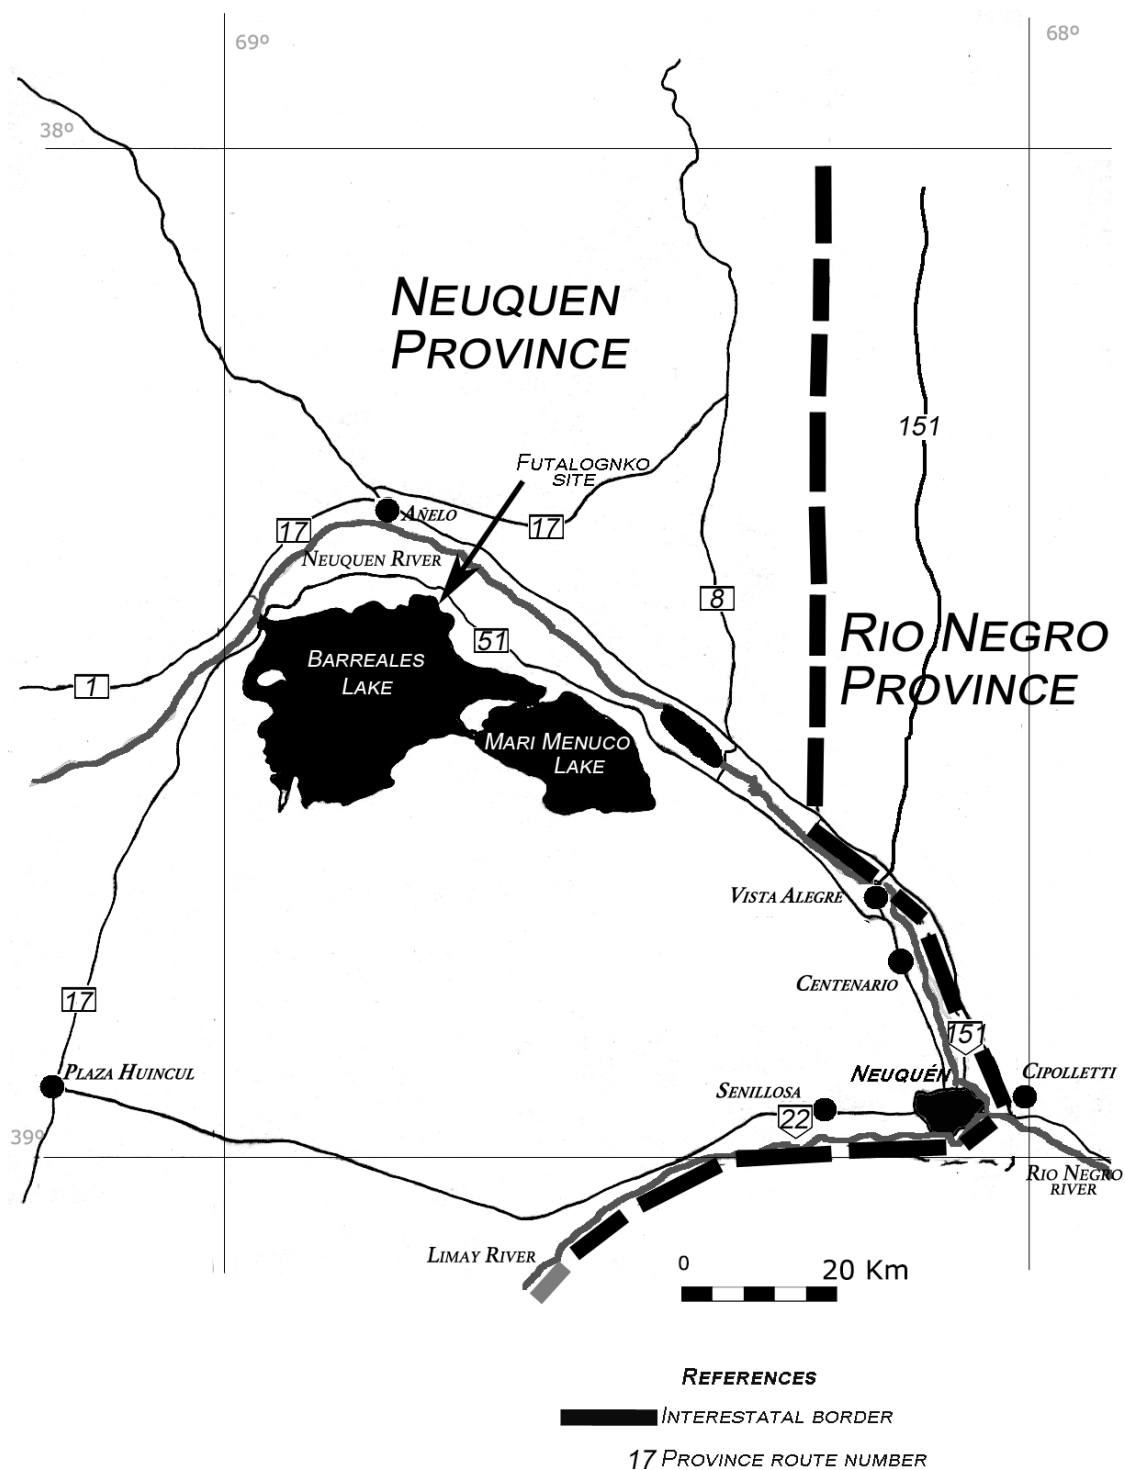 69º
68º
38º
NEUQUEN
PROVINCE
151
FUTALOGNKO
SITE
AÑELO
17
17
NEUQUEN RIVER
8
51
RIO NEGRO
PROVINCE
BARREALES
LAKE
1
MARI MENUCO
LAKE
VISTA ALEGRE
CENTENARIO
17
151
PLAZA HUINCUL
NEUQUÉN
CIPOLLETTI
SENILLOSA
22
39º
RIO NEGRO
RIVER
LIMAY RIVER
0
20 Km
REFERENCES
INTERESTATAL BORDER
17 PROVINCE ROUTE NUMBER